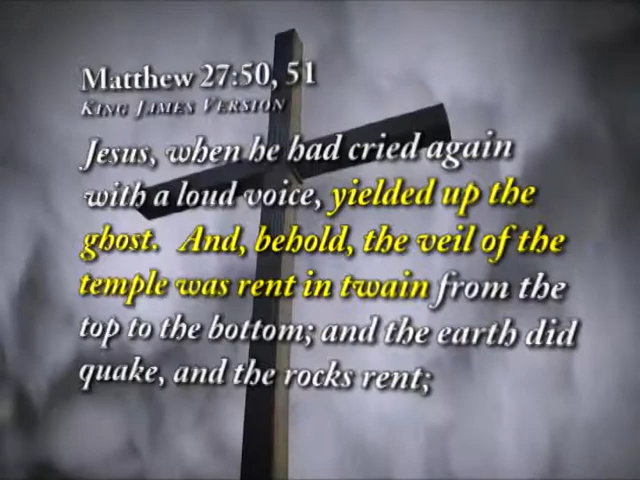 Matthew 27:50, 51
King James Version
Jesus, when he had cried again
with a loud voice, yielded up the
ghost. And, behold, the veil of the
temple was rent in twain from the
top to the bottom; and the earth did
quake, and the rocks rent;